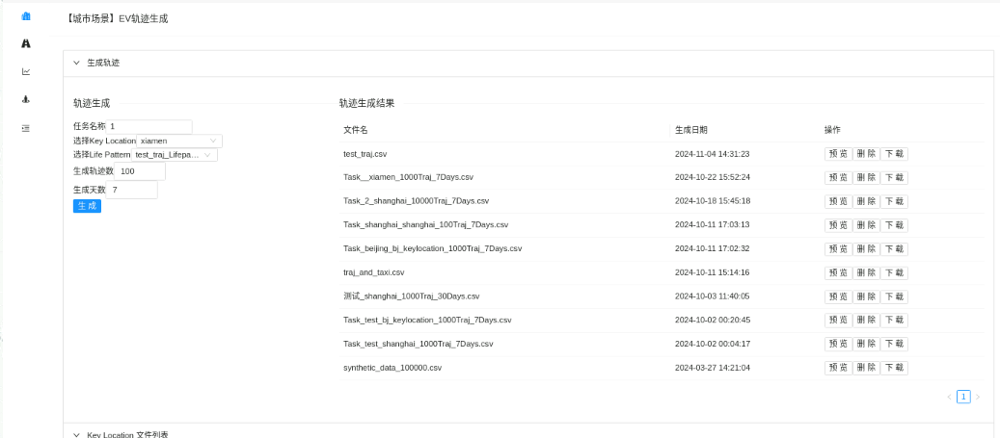 【城市场景】EV轨迹生成
生成轨迹
轨迹生成
任务名称 1
选择Key Location xiamen
选择Life Pattern test_traj_Lifepa…
生成轨迹数 100
生成天数 7
生 成
轨迹生成结果
文件名 生成日期 操作
test_traj.csv 2024-11-04 14:31:23 预 览 删 除 下 载
Task__xiamen_1000Traj_7Days.csv 2024-10-22 15:52:24 预 览 删 除 下 载
Task_2_shanghai_10000Traj_7Days.csv 2024-10-18 15:45:18 预 览 删 除 下 载
Task_shanghai_shanghai_100Traj_7Days.csv 2024-10-11 17:03:13 预 览 删 除 下 载
Task_beijing_bj_keylocation_1000Traj_7Days.csv 2024-10-11 17:02:32 预 览 删 除 下 载
traj_and_taxi.csv 2024-10-11 15:14:16 预 览 删 除 下 载
测试_shanghai_1000Traj_30Days.csv 2024-10-03 11:40:05 预 览 删 除 下 载
Task_test_bj_keylocation_1000Traj_7Days.csv 2024-10-02 00:20:45 预 览 删 除 下 载
Task_test_shanghai_1000Traj_7Days.csv 2024-10-02 00:04:17 预 览 删 除 下 载
synthetic_data_100000.csv 2024-03-27 14:21:04 预 览 删 除 下 载
1
Key Location 文件列表